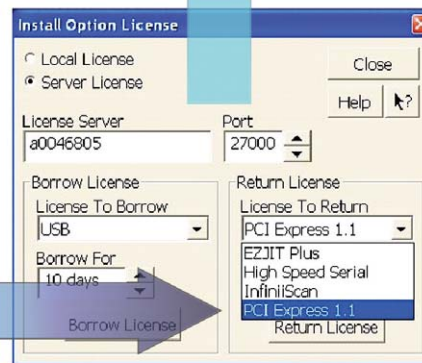 Install Option License
Local License
Server License
Close
Help
License Server
Port
a0046805
27000
Borrow License
License To Borrow
USB
Borrow For
10 days
Borrow License
Return License
License To Return
PCI Express 1.1
EZJIT Plus
High Speed Serial
InfiniiScan
PCI Express 1.1
Return License